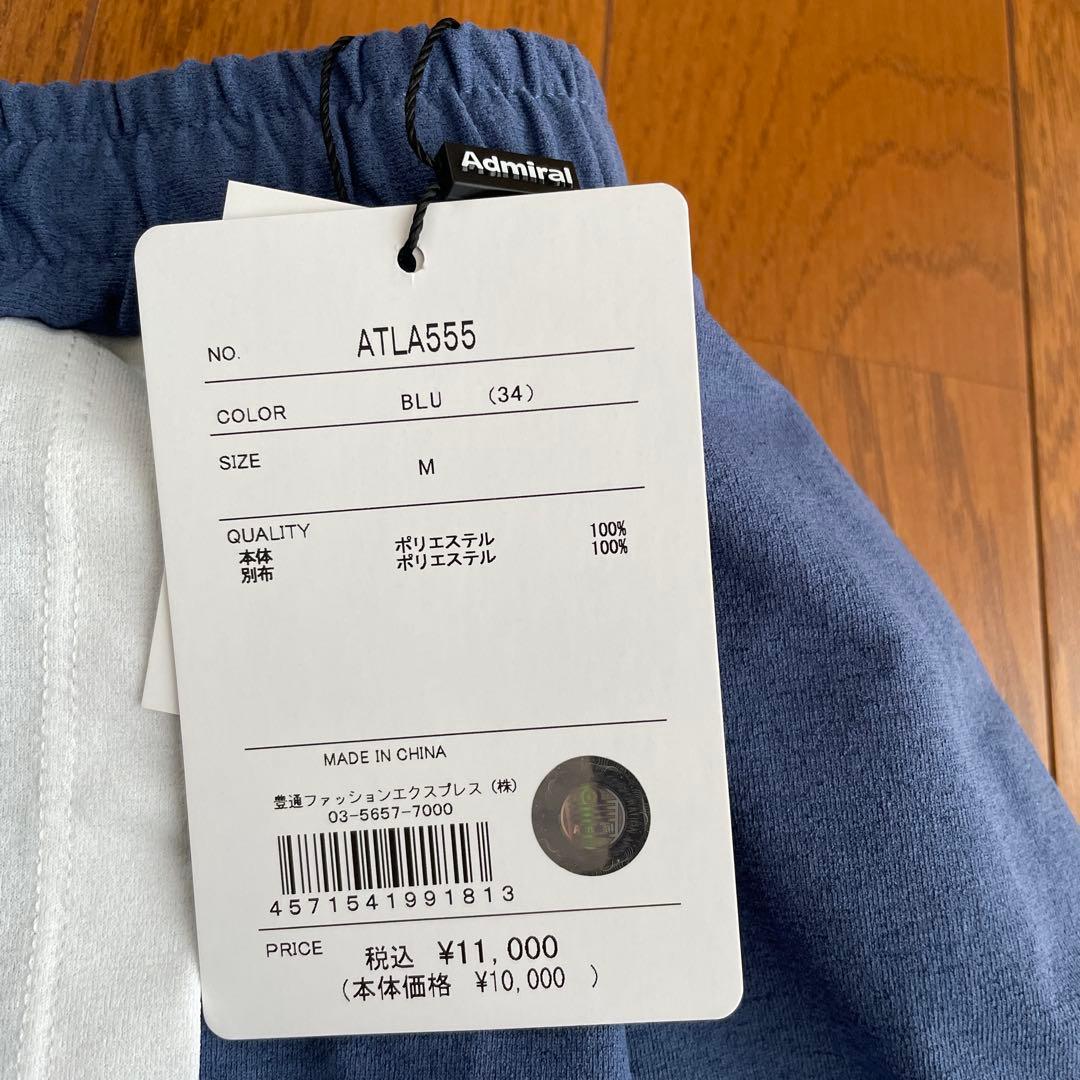 Admiral
NO. ATLA555
COLOR BLU (34)
SIZE M
QUALITY
本体 ポリエステル 100%
別布 ポリエステル 100%
MADE IN CHINA
豊通ファッションエクスプレス (株)
03-5657-7000
4571541991813
PRICE 税込 ¥11,000
(本体価格 ¥10,000 )